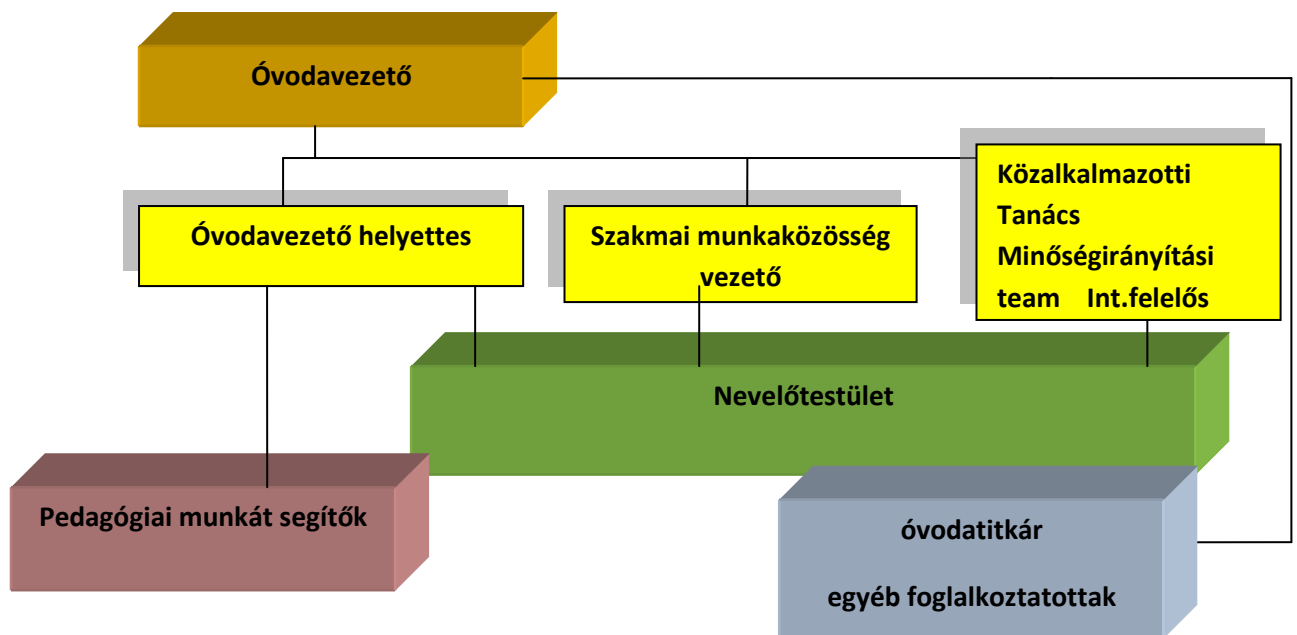 Óvodavezető
Óvodavezető helyettes
Szakmai munkaközösség
vezető
Közalkalmazotti
Tanács
Minőségirányítási
team Int.felelős
Nevelőtestület
Pedagógiai munkát segítők
óvodatitkár
egyéb foglalkoztatottak